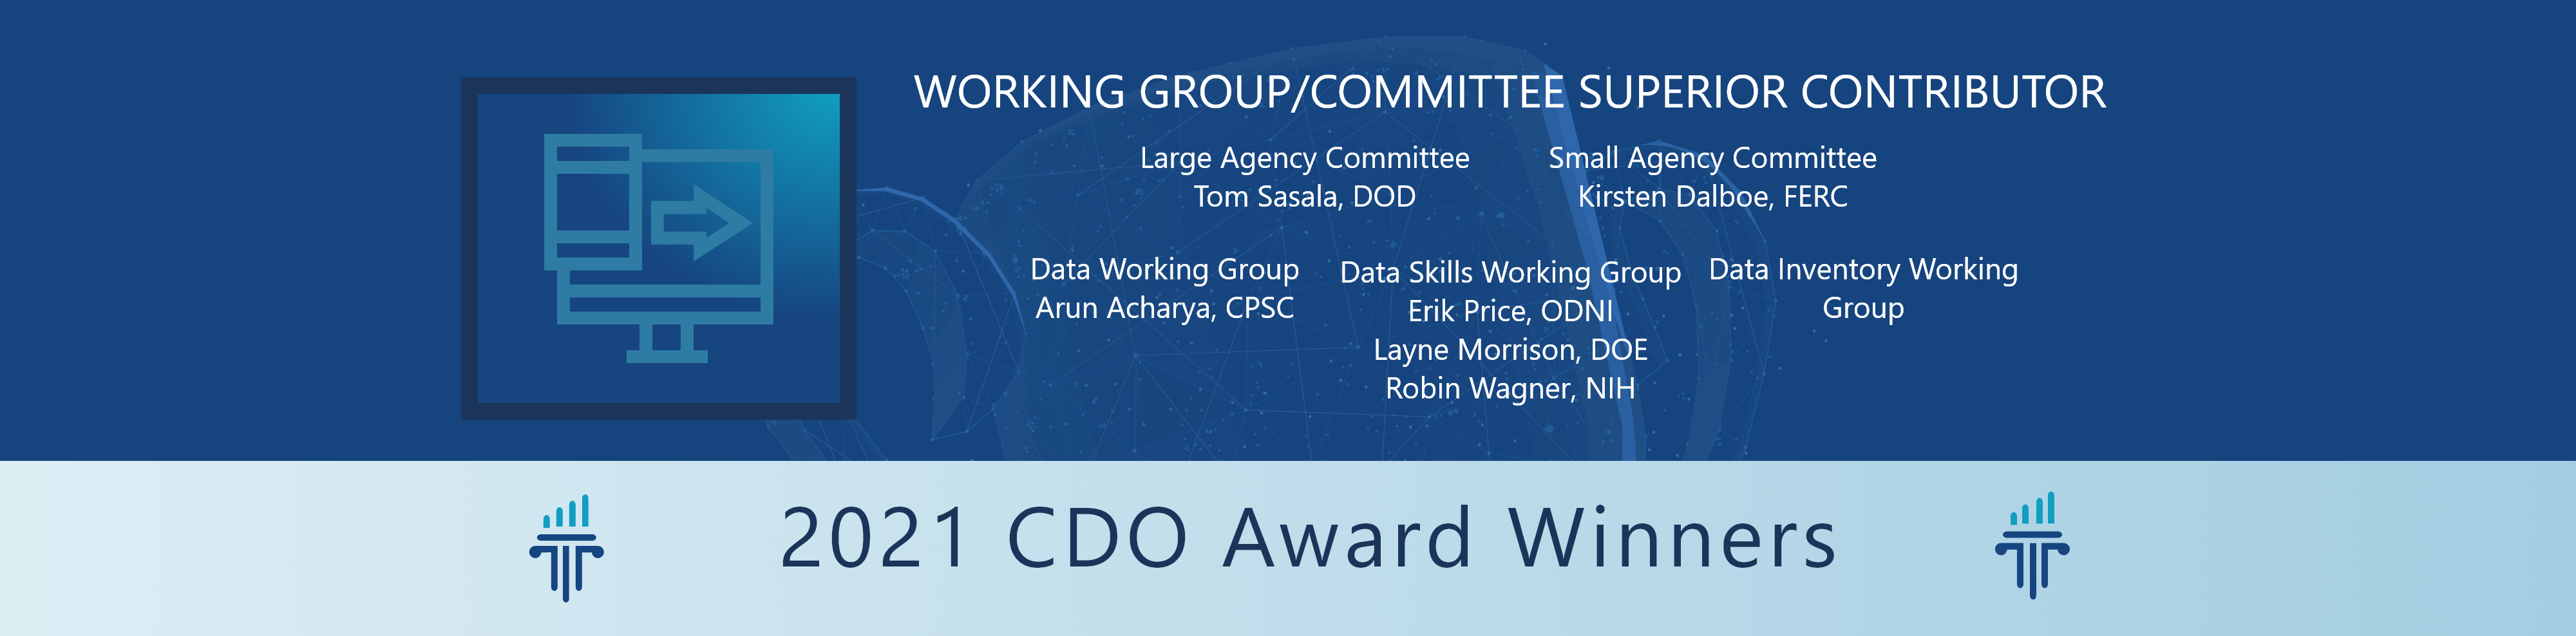 WORKING GROUP/COMMITTEE SUPERIOR CONTRIBUTOR
Large Agency Committee
Tom Sasala, DOD
Small Agency Committee
Kirsten Dalboe, FERC
Data Working Group
Arun Acharya, CPSC
Data Skills Working Group
Erik Price, ODNI
Layne Morrison, DOE
Robin Wagner, NIH
Data Inventory Working
Group
2021 CDO Award Winners